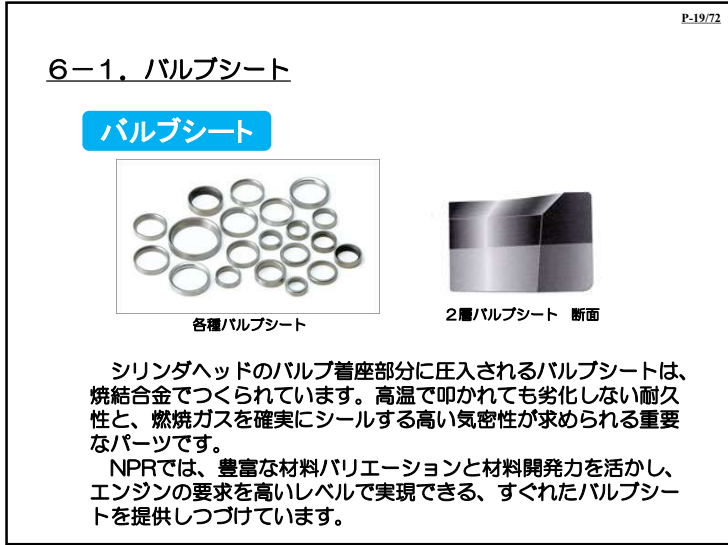 P-19/72
６－１．バルブシート
バルブシート
各種バルブシート
２層バルブシート　断面
シリンダヘッドのバルブ着座部分に圧入されるバルブシートは、
焼結合金でつくられています。高温で叩かれても劣化しない耐久
性と、燃焼ガスを確実にシールする高い気密性が求められる重要
なパーツです。
NPRでは、豊富な材料バリエーションと材料開発力を活かし、
エンジンの要求を高いレベルで実現できる、すぐれたバルブシー
トを提供しつづけています。